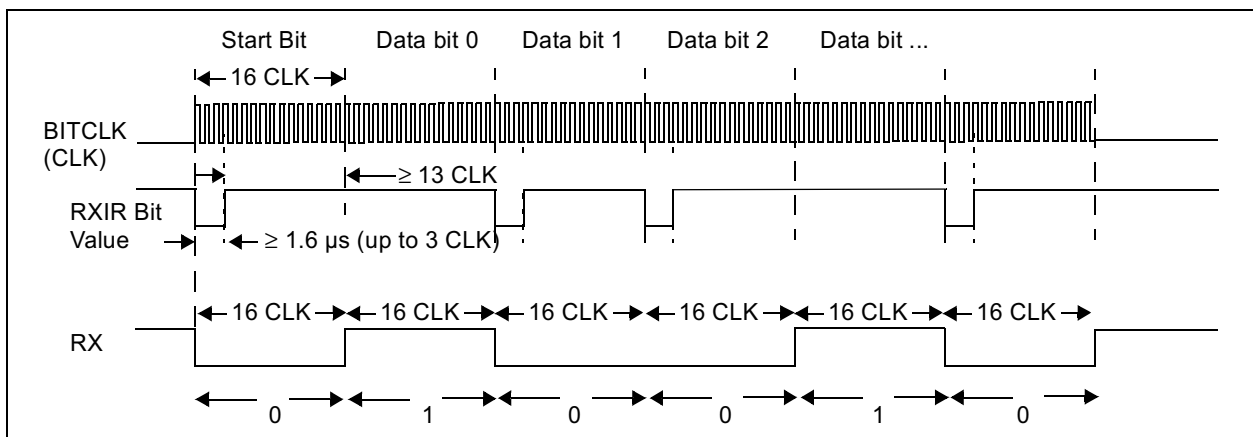 Start Bit Data bit 0 Data bit 1 Data bit 2 Data bit ...
16 CLK
BITCLK
(CLK)
≥ 13 CLK
RXIR Bit
Value
≥ 1.6 µs (up to 3 CLK)
16 CLK 16 CLK 16 CLK 16 CLK 16 CLK 16 CLK
RX
0 1 0 0 1 0